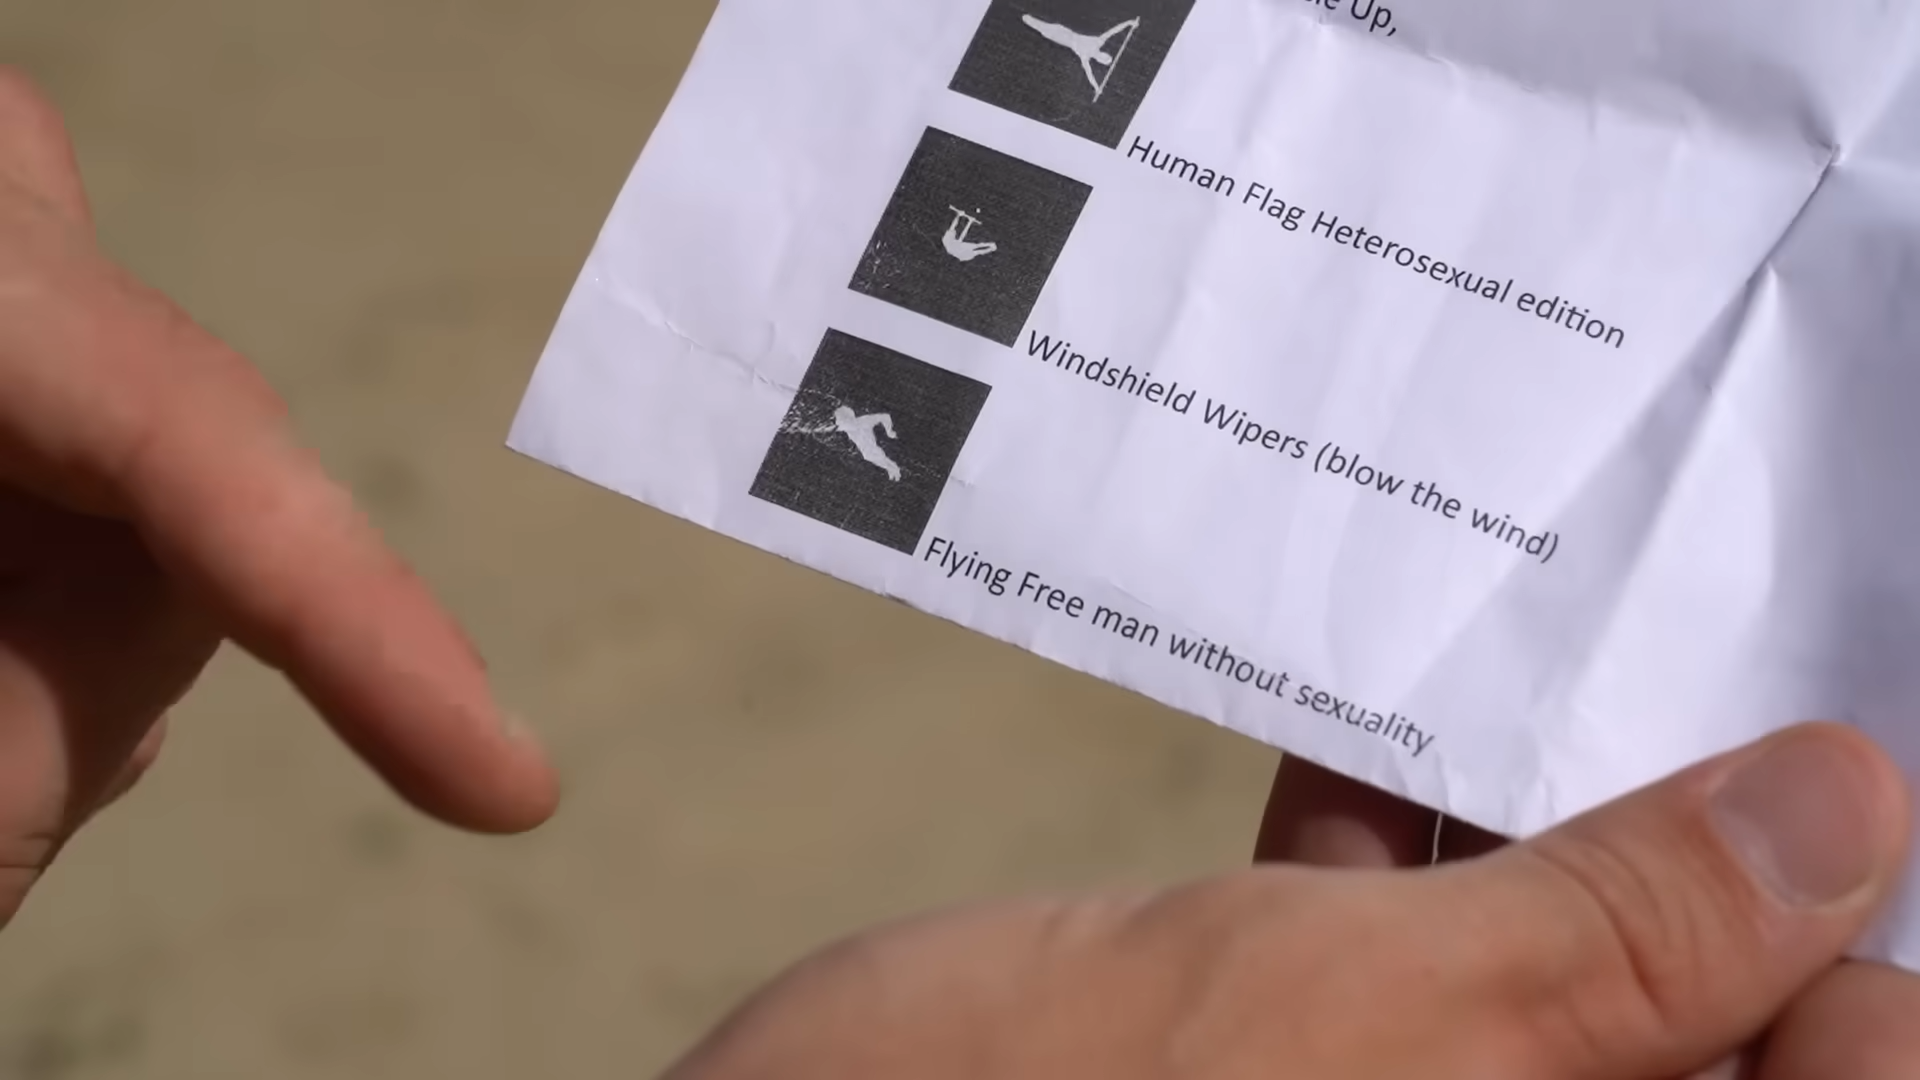 Up,
Human Flag Heterosexual edition
Windshield Wipers (blow the wind)
Flying Free man without sexuality